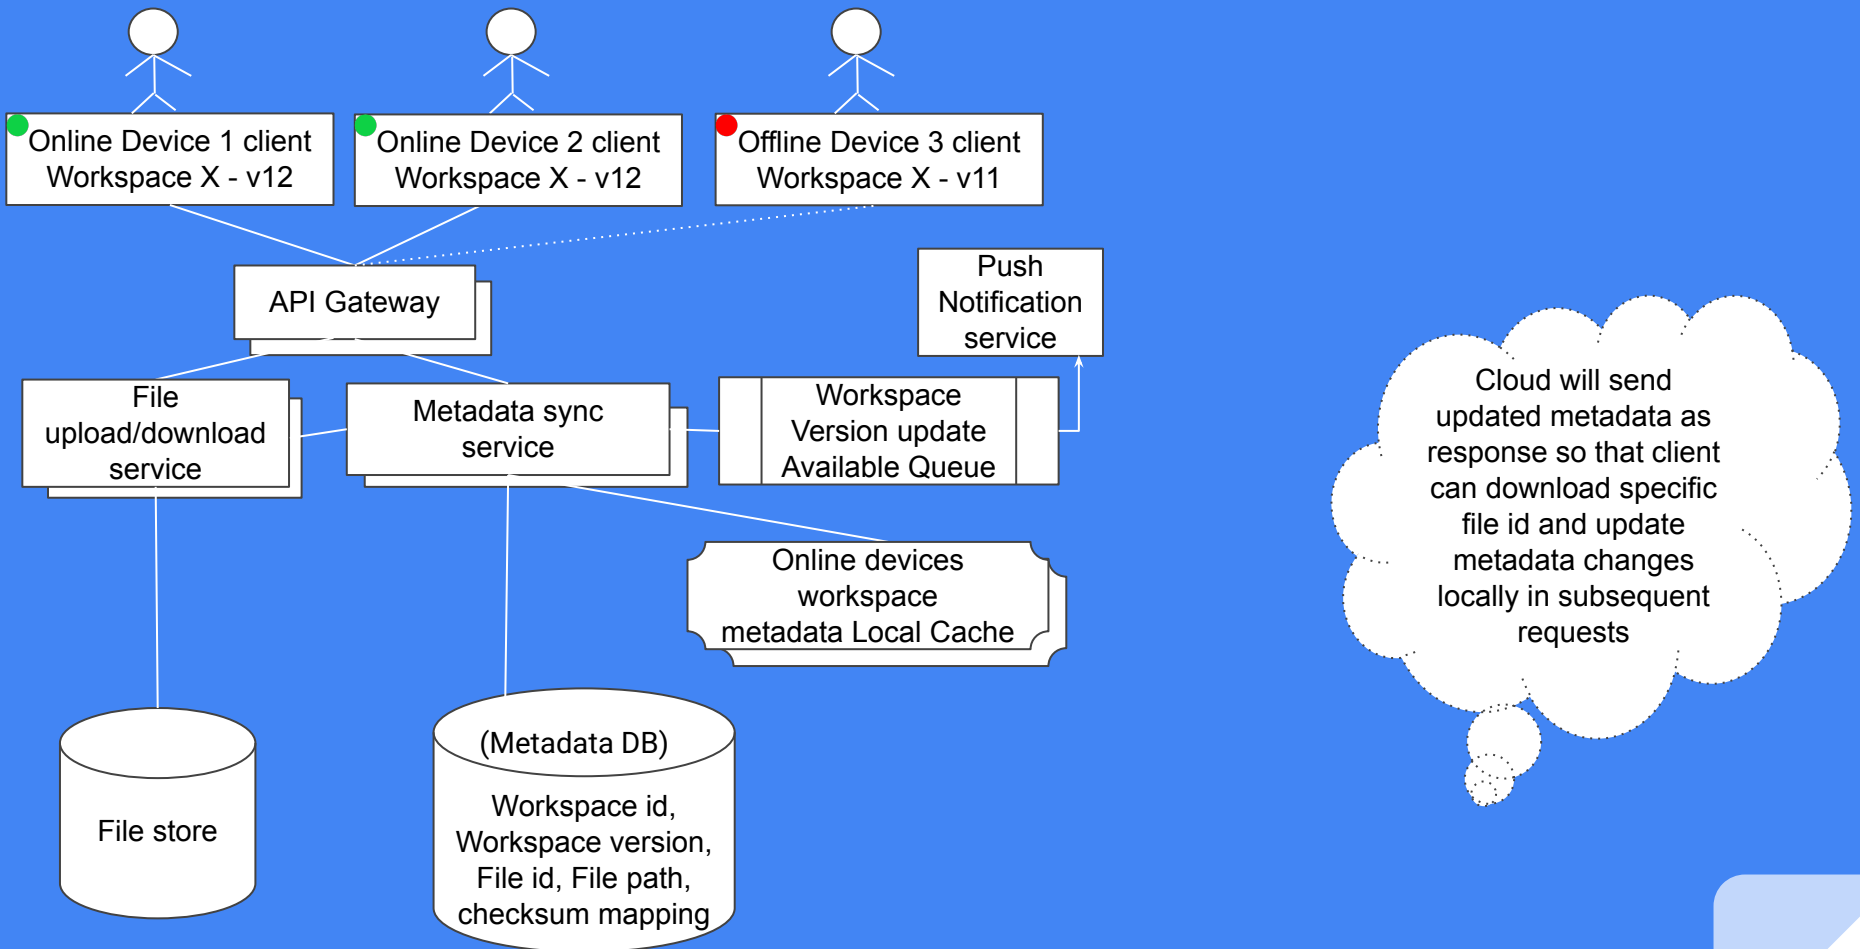 Online Device 1 client
Workspace X - v12
Online Device 2 client
Workspace X - v12
Offline Device 3 client
Workspace X - v11
API Gateway
Push
Notification
service
File
upload/download
service
Metadata sync
service
Workspace
Version update
Available Queue
Online devices
workspace
metadata Local Cache
File store
(Metadata DB)
Workspace id,
Workspace version,
File id, File path,
checksum mapping
Cloud will send
updated metadata as
response so that client
can download specific
file id and update
metadata changes
locally in subsequent
requests